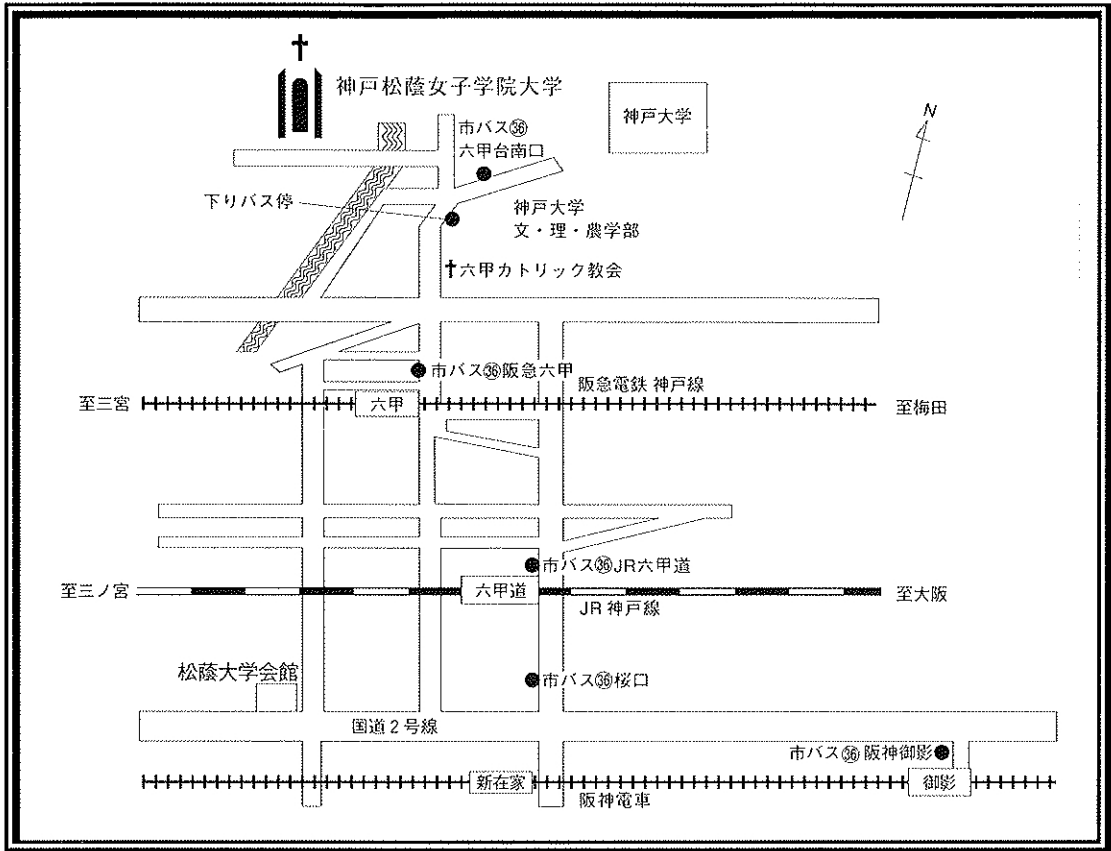 神戸松蔭女子学院大学
神戸大学
N
市バス㊱
六甲台南口
下りバス停
神戸大学
文・理・農学部
六甲カトリック教会
市バス㊱阪急六甲
阪急電鉄 神戸線
至三宮
六甲
至梅田
市バス㊱JR六甲道
至三ノ宮
六甲道
至大阪
JR 神戸線
松蔭大学会館
市バス㊱桜口
国道2号線
市バス㊱阪神御影
新在家
御影
阪神電車